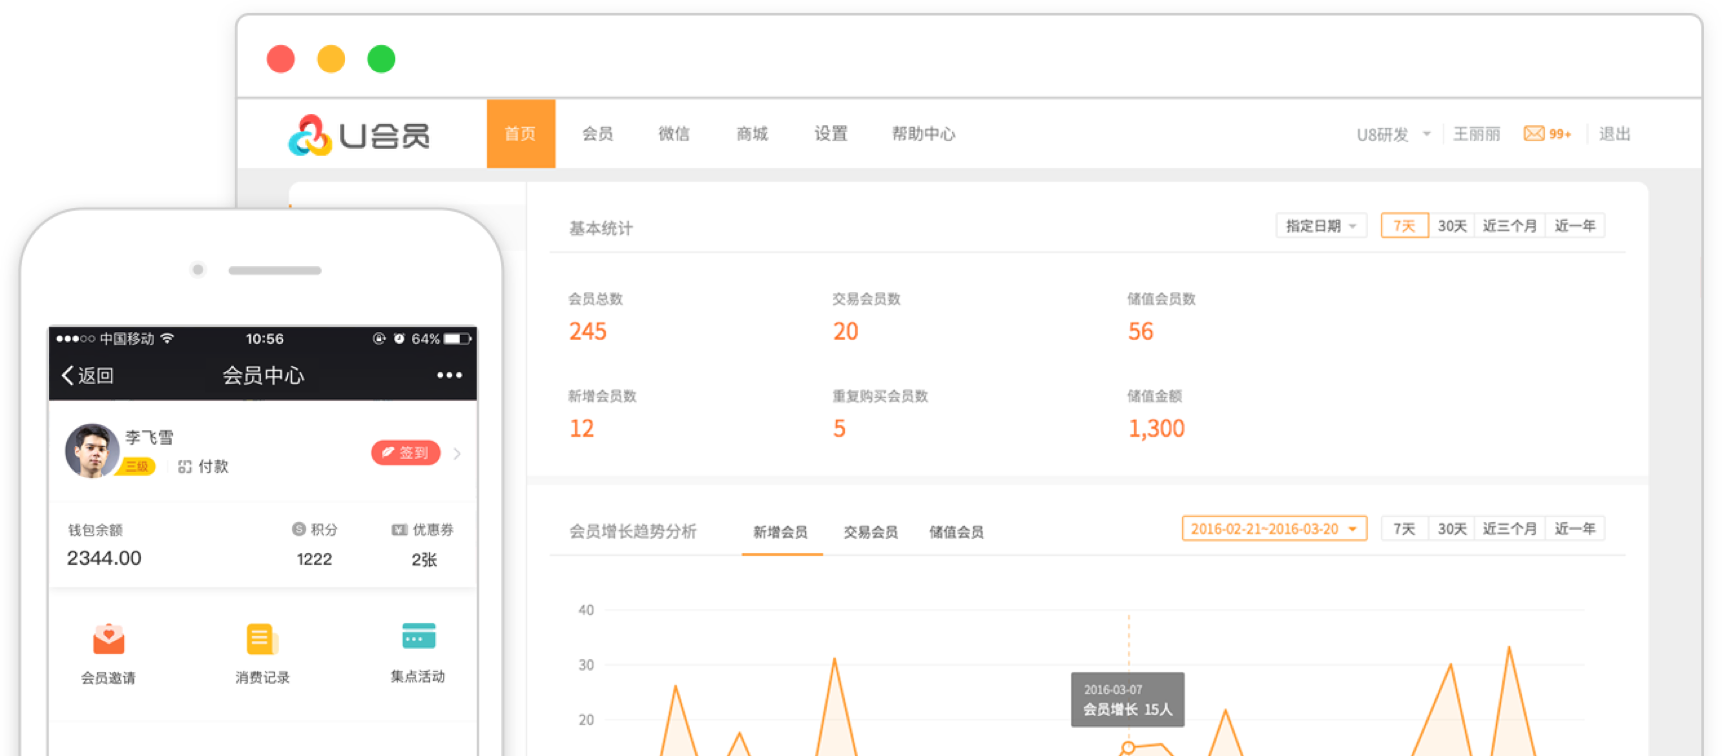 U会员
首页 会员 微信 商城 设置 帮助中心 U8研发 王丽丽 99+ 退出
基本统计 指定日期 7天 30天 近三个月 近一年
会员总数 交易会员数 储值会员数
245 20 56
新增会员数 重复购买会员数 储值金额
12 5 1,300
会员增长趋势分析 新增会员 交易会员 储值会员 2016-02-21~2016-03-20 7天 30天 近三个月 近一年
40
30
20
2016-03-07
会员增长 15人
中国移动 10:56 64%
返回 会员中心
李飞雪
三级 付款 签到
钱包余额 积分 优惠券
2344.00 1222 2张
会员邀请 消费记录 集点活动